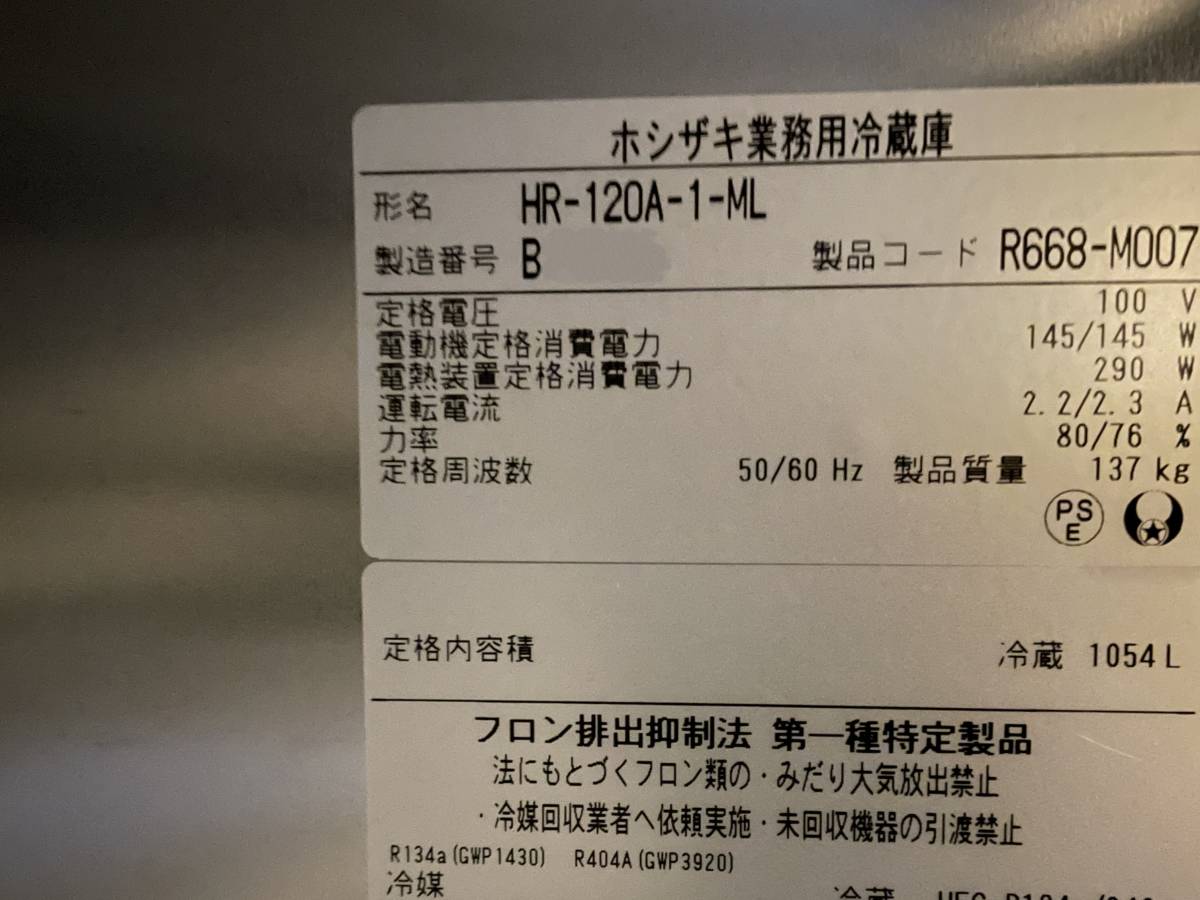 ホシザキ業務用冷蔵庫
形名 HR-120A-1-ML
製造番号 B 製品コード R668-M007
定格電圧 100 V
電動機定格消費電力 145/145 W
電熱装置定格消費電力 290 W
運転電流 2.2/2.3 A
力率 80/76 %
定格周波数 50/60 Hz 製品質量 137 kg
PS
E
定格内容積 冷蔵 1054 L
フロン排出抑制法 第一種特定製品
法にもとづくフロン類の・みだり大気放出禁止
・冷媒回収業者へ依頼実施・未回収機器の引渡禁止
R134a (GWP1430) R404A (GWP3920)
冷媒 冷蔵